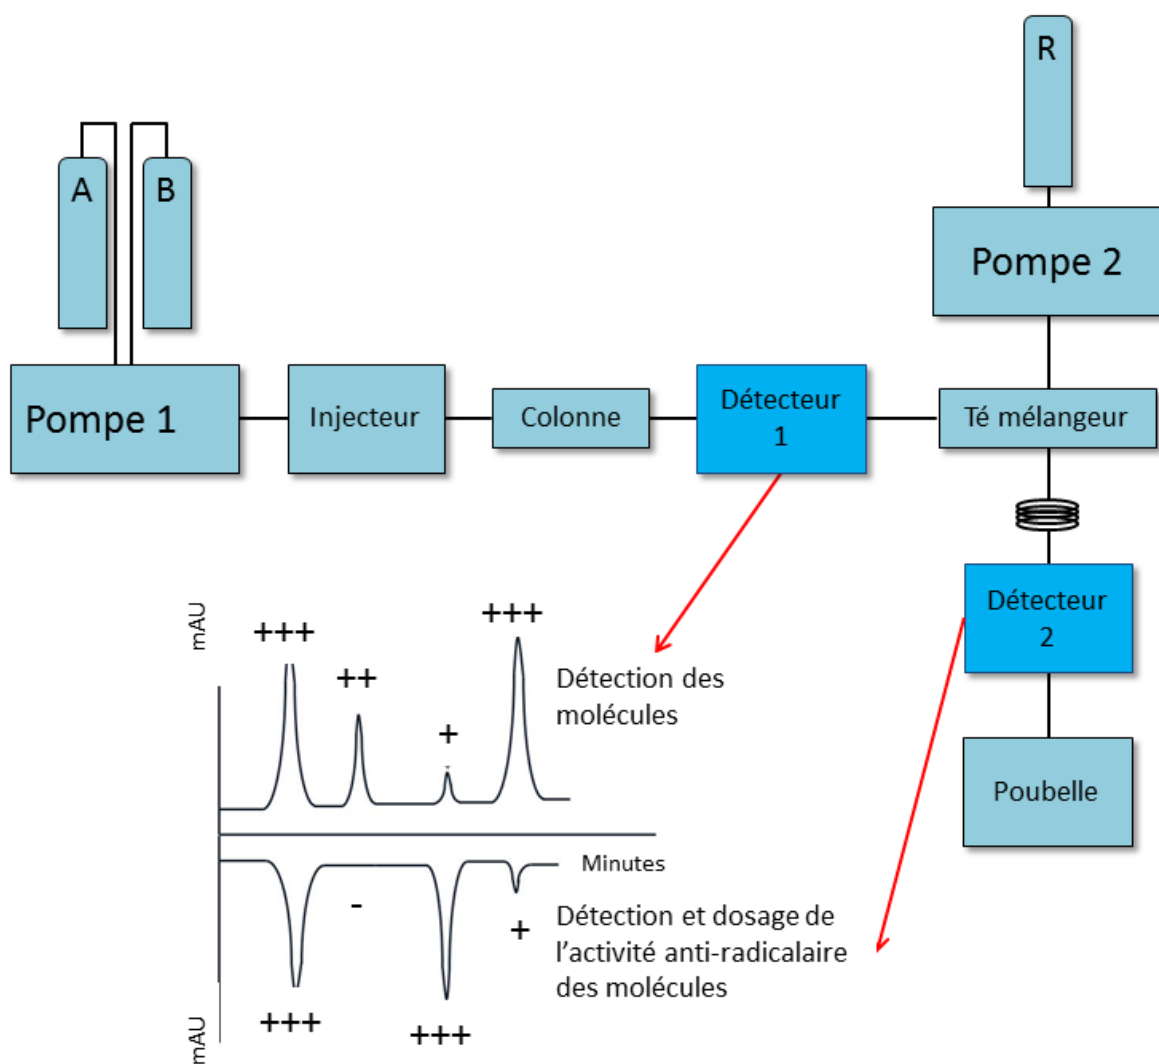 R
A
B
Pompe 2
Pompe 1
Injecteur
Colonne
Détecteur
1
Té mélangeur
Détecteur
2
Poubelle
mAU
+++
++
+
+++
Détection des
molécules
Minutes
-
+
+++
+++
Détection et dosage de
l'activité anti-radicalaire
des molécules
mAU